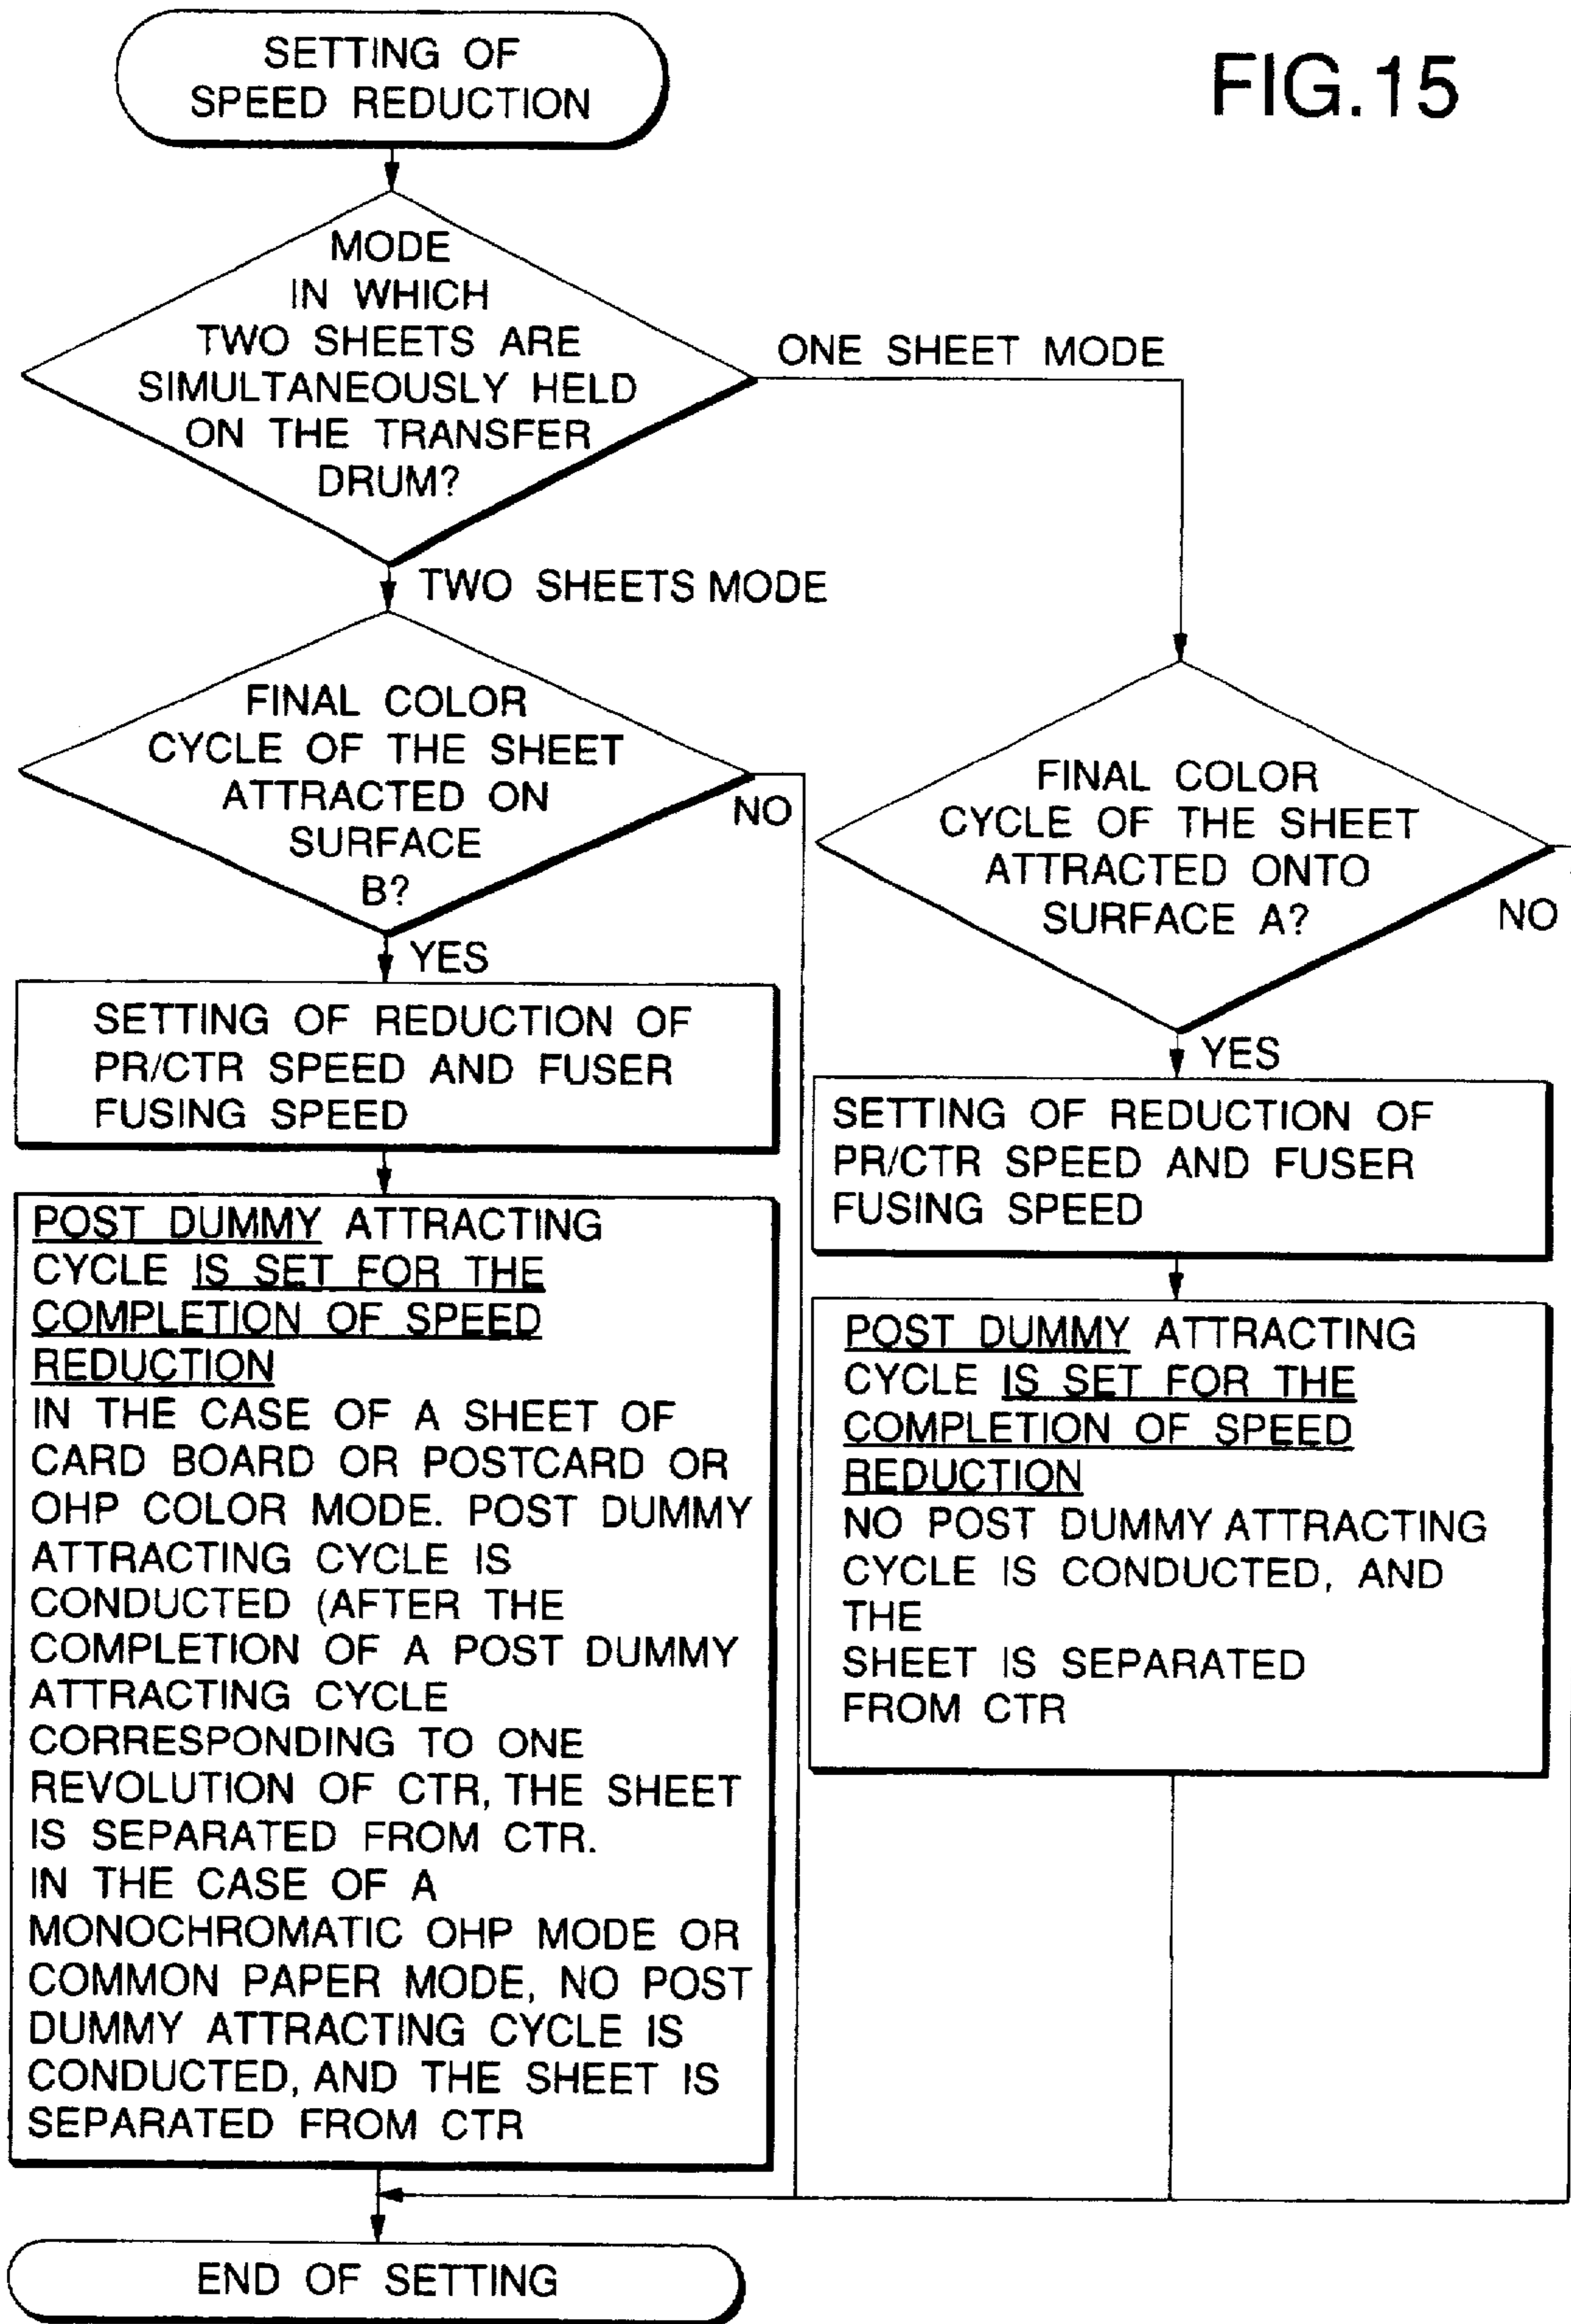 FIG.15
SETTING OF
SPEED REDUCTION
MODE
IN WHICH
TWO SHEETS ARE
SIMULTANEOUSLY HELD
ON THE TRANSFER
DRUM?
ONE SHEET MODE
TWO SHEETS MODE
FINAL COLOR
CYCLE OF THE SHEET
ATTRACTED ON
SURFACE
B?
NO
YES
SETTING OF REDUCTION OF
PR/CTR SPEED AND FUSER
FUSING SPEED
POST DUMMY ATTRACTING
CYCLE IS SET FOR THE
COMPLETION OF SPEED
REDUCTION
IN THE CASE OF A SHEET OF
CARD BOARD OR POSTCARD OR
OHP COLOR MODE. POST DUMMY
ATTRACTING CYCLE IS
CONDUCTED (AFTER THE
COMPLETION OF A POST DUMMY
ATTRACTING CYCLE
CORRESPONDING TO ONE
REVOLUTION OF CTR, THE SHEET
IS SEPARATED FROM CTR.
IN THE CASE OF A
MONOCHROMATIC OHP MODE OR
COMMON PAPER MODE, NO POST
DUMMY ATTRACTING CYCLE IS
CONDUCTED, AND THE SHEET IS
SEPARATED FROM CTR
FINAL COLOR
CYCLE OF THE SHEET
ATTRACTED ONTO
SURFACE A?
NO
YES
SETTING OF REDUCTION OF
PR/CTR SPEED AND FUSER
FUSING SPEED
POST DUMMY ATTRACTING
CYCLE IS SET FOR THE
COMPLETION OF SPEED
REDUCTION
NO POST DUMMY ATTRACTING
CYCLE IS CONDUCTED, AND
THE
SHEET IS SEPARATED
FROM CTR
END OF SETTING